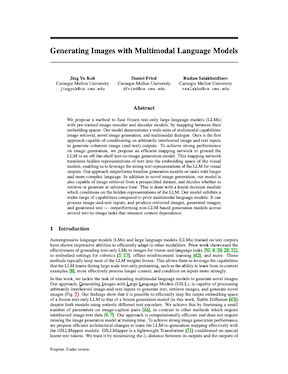 Generating Images with Multimodal Language Models
Jing Yu Koh Daniel Fried Ruslan Salakhutdinov
Carnegie Mellon University Carnegie Mellon University Carnegie Mellon University
jingyuk@cs.cmu.edu dfried@cs.cmu.edu rsalakhu@cs.cmu.edu
Abstract
We propose a method to fuse frozen text-only large language models (LLMs)
with pre-trained image encoder and decoder models, by mapping between their
embedding spaces. Our model demonstrates a wide suite of multimodal capabilities:
image retrieval, novel image generation, and multimodal dialogue. Ours is the first
approach capable of conditioning on arbitrarily interleaved image and text inputs
to generate coherent image (and text) outputs. To achieve strong performance
on image generation, we propose an efficient mapping network to ground the
LLM to an off-the-shelf text-to-image generation model. This mapping network
translates hidden representations of text into the embedding space of the visual
models, enabling us to leverage the strong text representations of the LLM for visual
outputs. Our approach outperforms baseline generation models on tasks with longer
and more complex language. In addition to novel image generation, our model is
also capable of image retrieval from a prespecified dataset, and decides whether to
retrieve or generate at inference time. This is done with a learnt decision module
which conditions on the hidden representations of the LLM. Our model exhibits a
wider range of capabilities compared to prior multimodal language models. It can
process image-and-text inputs, and produce retrieved images, generated images,
and generated text — outperforming non-LLM based generation models across
several text-to-image tasks that measure context dependence.
1 Introduction
Autoregressive language models (LMs) and large language models (LLMs) trained on text corpora
have shown impressive abilities to efficiently adapt to other modalities. Prior work showcased the
effectiveness of grounding text-only LMs to images for vision-and-language tasks
to embodied settings for robotics offline reinforcement learning and more. These
methods typically keep most of the LLM weights frozen. This allows them to leverage the capabilities
that the LLM learns during large scale text-only pretraining, such as the ability to learn from in-context
examples more effectively process longer context, and condition on inputs more strongly.
In this work, we tackle the task of extending multimodal language models to generate novel images.
Our approach, Generating Images with Large Language Models (GILL), is capable of processing
arbitrarily interleaved image-and-text inputs to generate text, retrieve images, and generate novel
images Our findings show that it is possible to efficiently map the output embedding space
of a frozen text-only LLM to that of a frozen generation model (in this work, Stable Diffusion
despite both models using entirely different text encoders. We achieve this by finetuning a small
number of parameters on image-caption pairs in contrast to other methods which require
interleaved image-text data Our approach is computationally efficient and does not require
running the image generation model at training time. To achieve strong image generation performance,
we propose efficient architectural changes to learn the LLM-to-generation mapping effectively with
the GILLMapper module. GILLMapper is a lightweight Transformer conditioned on special
learnt text tokens. We train it by minimizing the l2 distance between its outputs and the outputs of
Preprint. Under review.